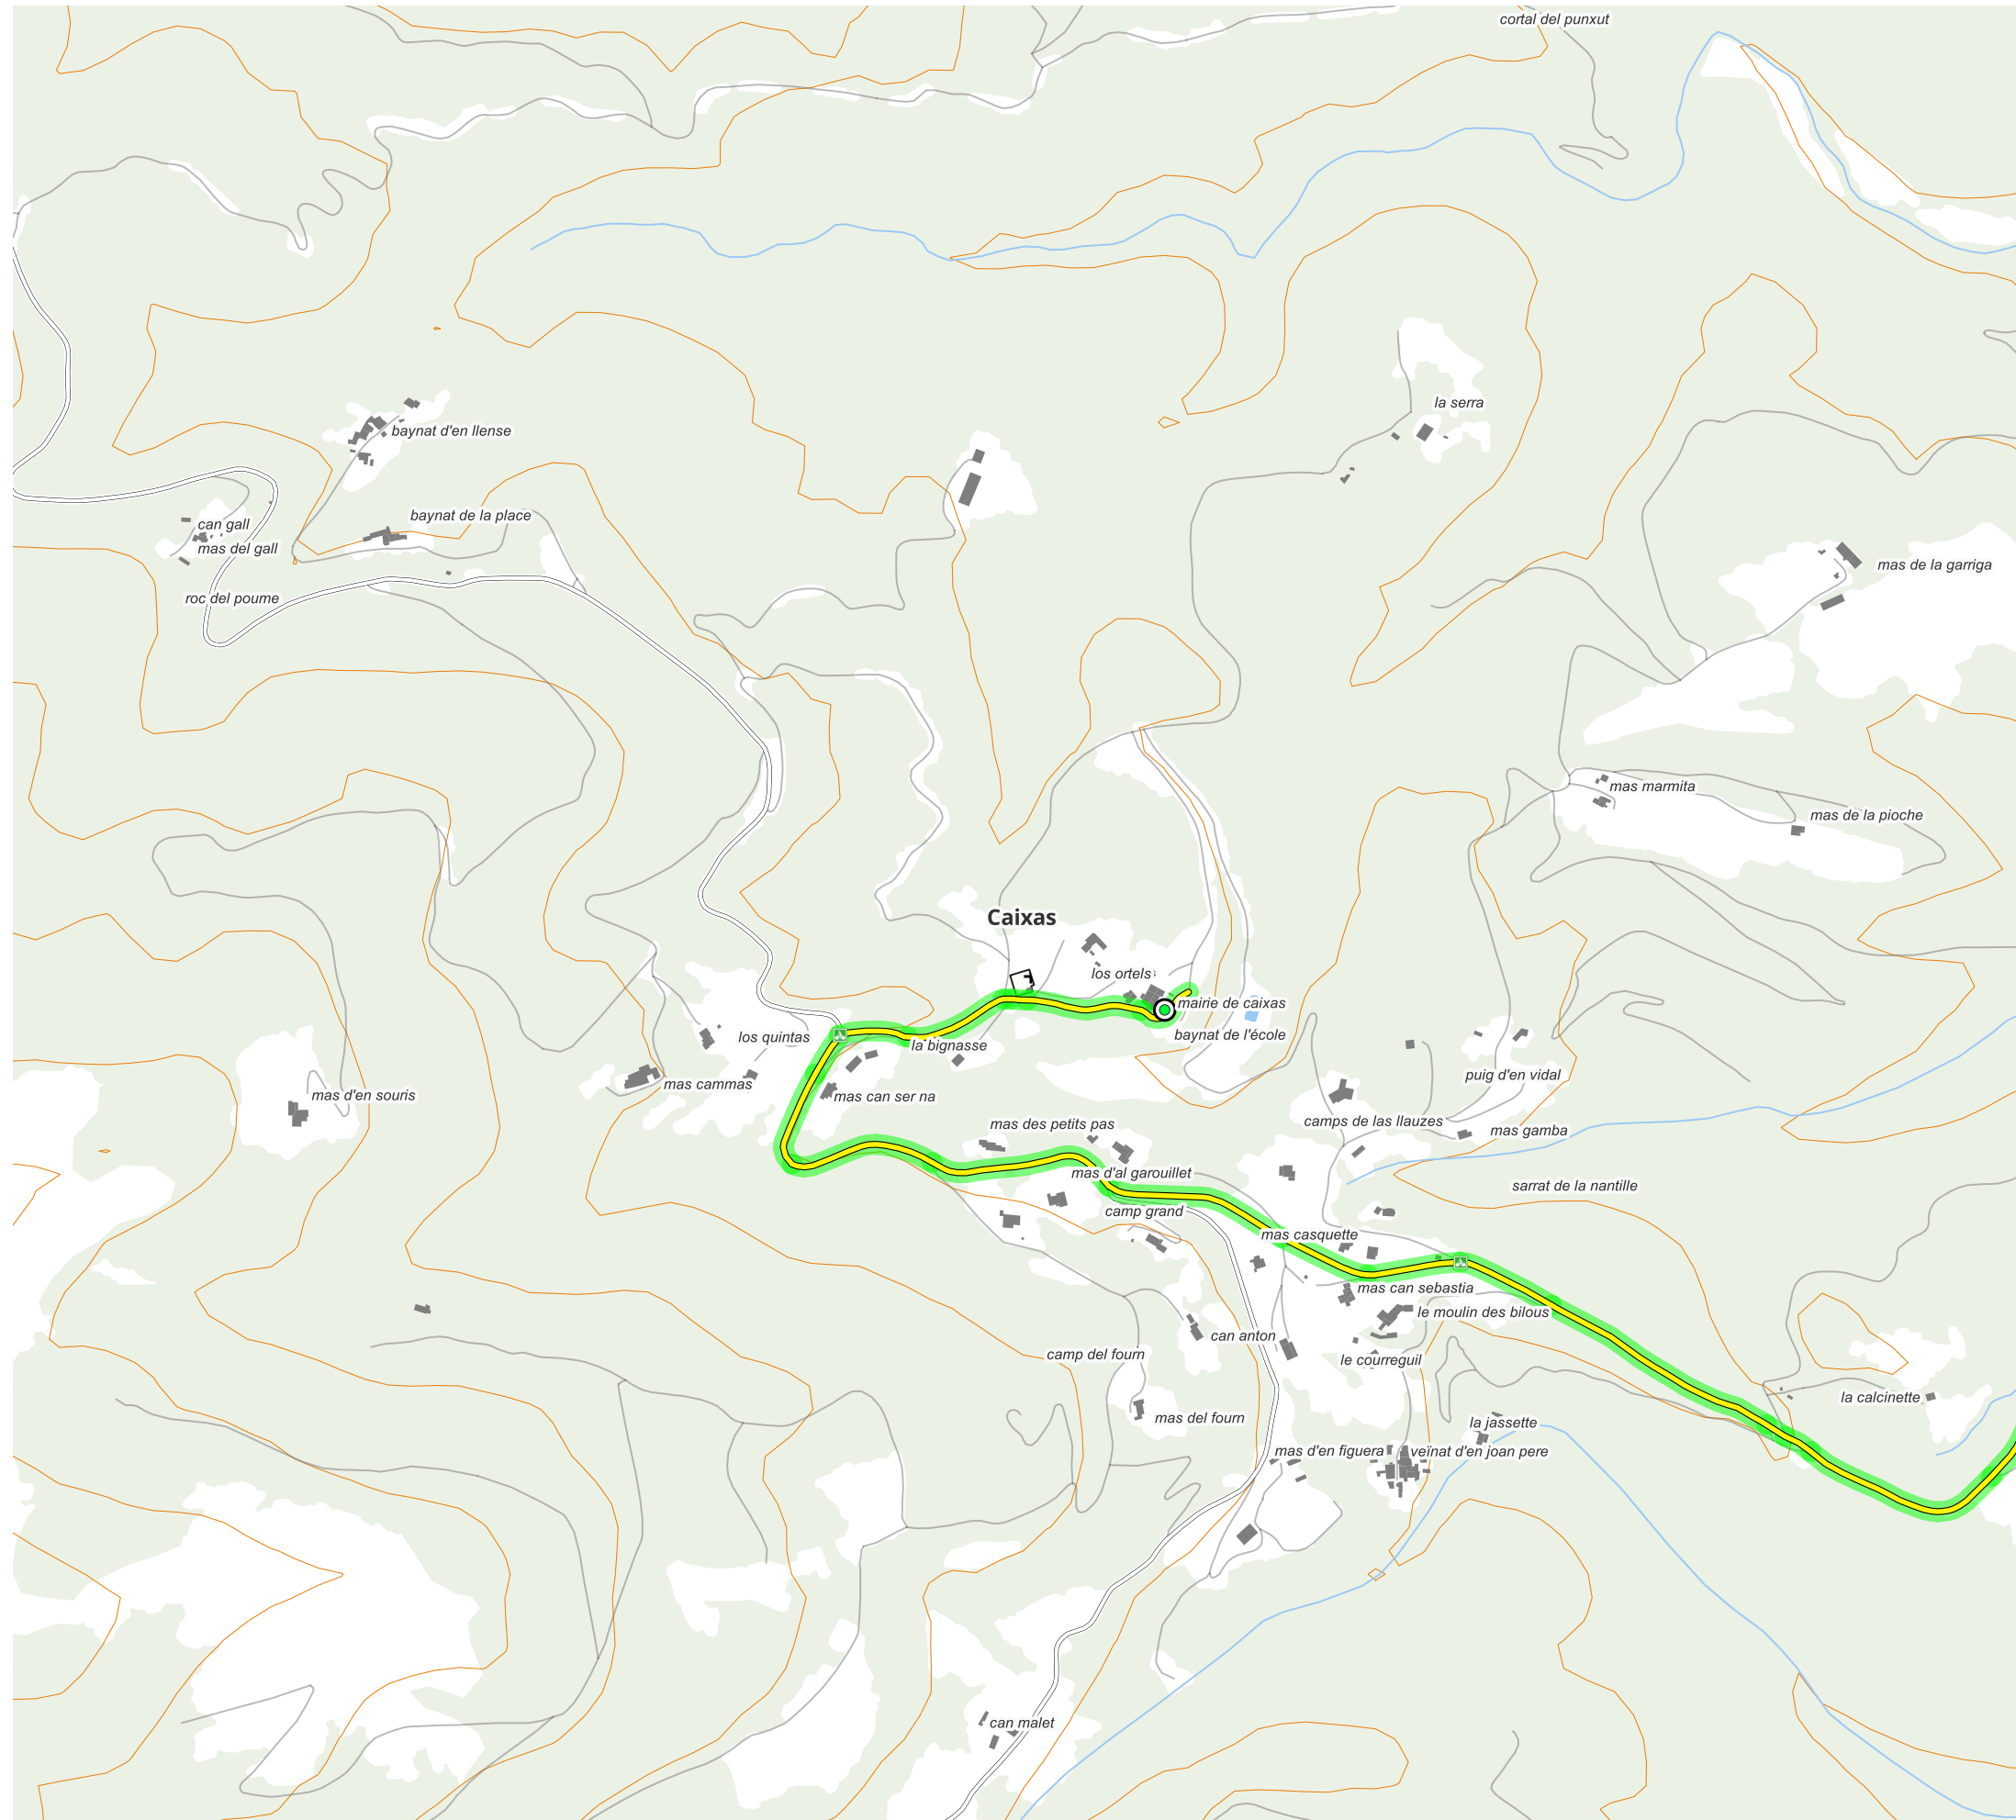 cortal del punxut
la serra
baynat d'en llense
baynat de la place
can gall
mas del gall
roc del poume
mas de la garriga
mas marmita
mas de la pioche
Caixas
los ortels
mairie de caixas
baynat de l'école
los quintas
la bignasse
mas cammas
mas can ser na
mas d'en souris
puig d'en vidal
camps de las llauzes
mas des petits pas
mas gamba
mas d'al garouillet
sarrat de la nantille
camp grand
mas casquette
mas can sebastia
le moulin des bilous
can anton
camp del fourn
le courreguil
la calcinette
mas del fourn
la jassette
mas d'en figuera
veïnat d'en joan pere
can malet